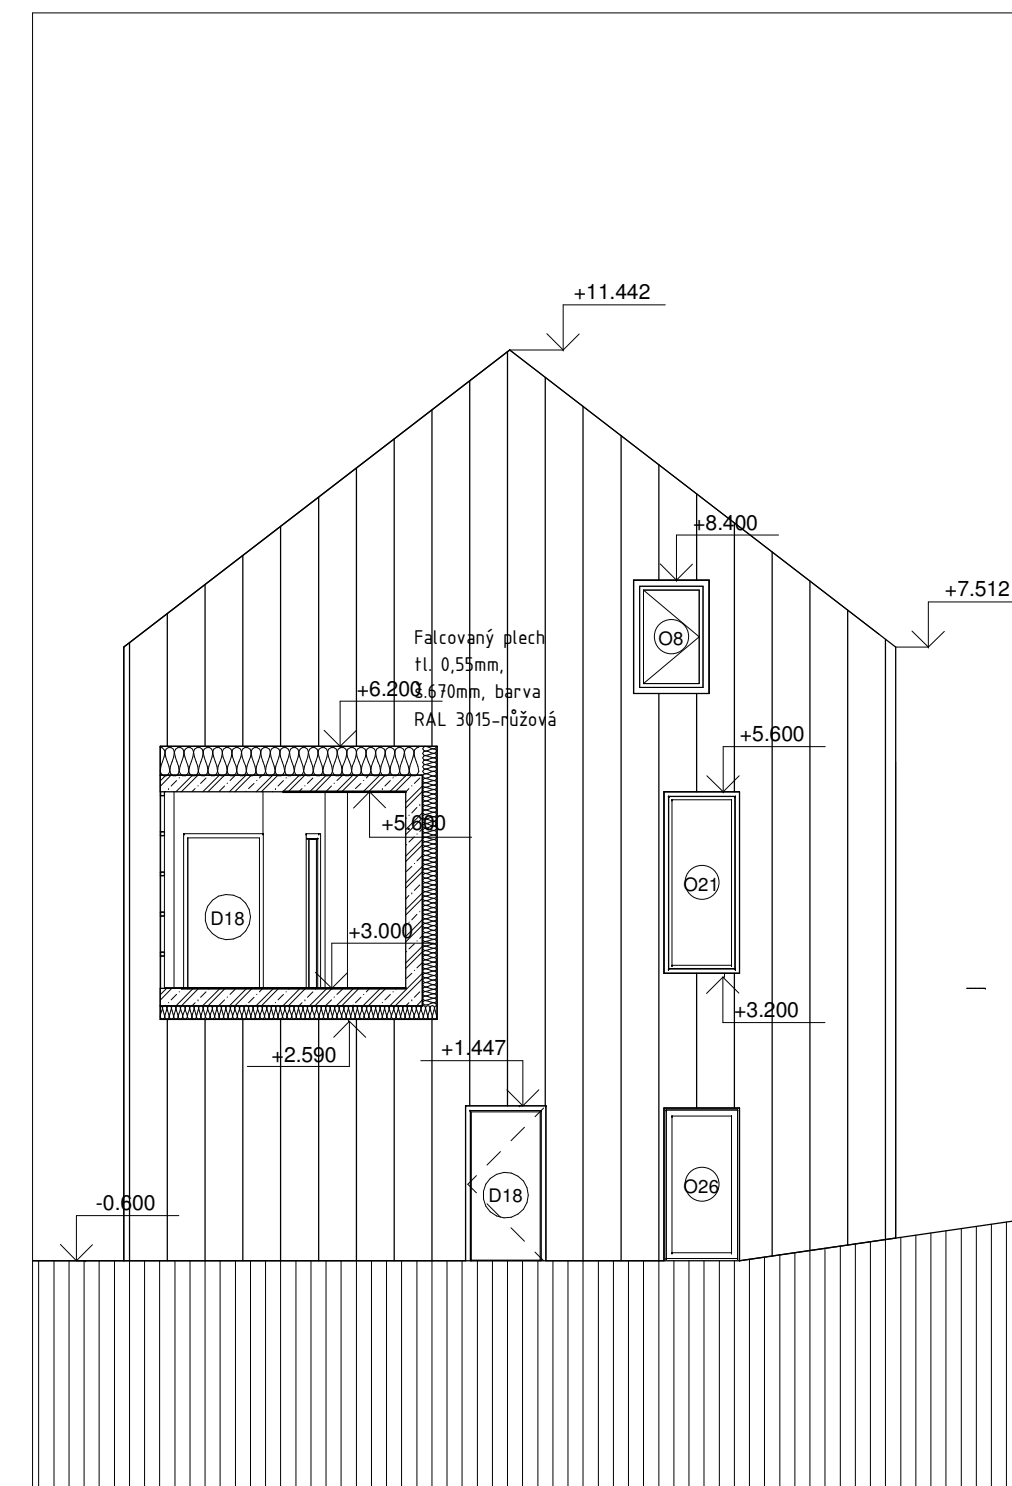 +11.442
+8.400
+7.512
O8
Falcovaný plech
tl. 0,55mm,
š.670mm, barva
RAL 3015-růžová
+6.200
+5.600
+5.600
O21
D18
+3.000
+3.200
+2.590
+1.447
O26
D18
-0.600